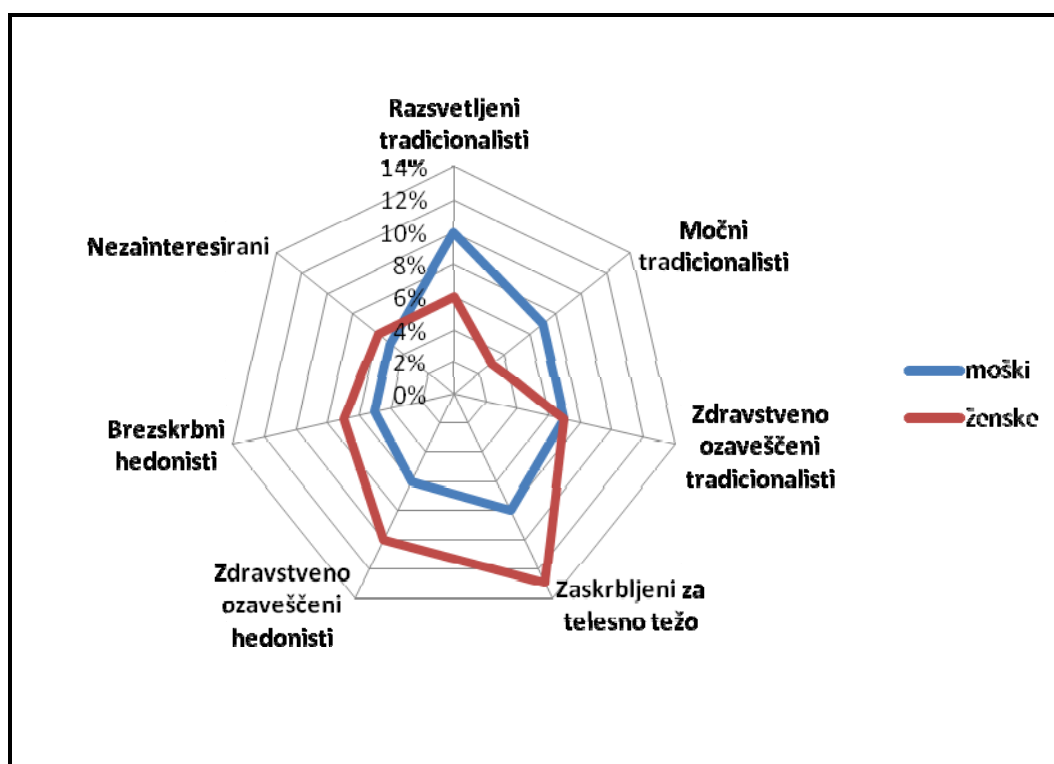 Razsvetljeni
tradicionalisti
14%
12%
10%
8%
6%
4%
2%
0%
Močni
tradicionalisti
Zdravstveno
ozaveščeni
tradicionalisti
Zaskrbljeni za
telesno težo
Zdravstveno
ozaveščeni
hedonisti
Brezskrbni
hedonisti
Nezainteresirani
moški
ženske